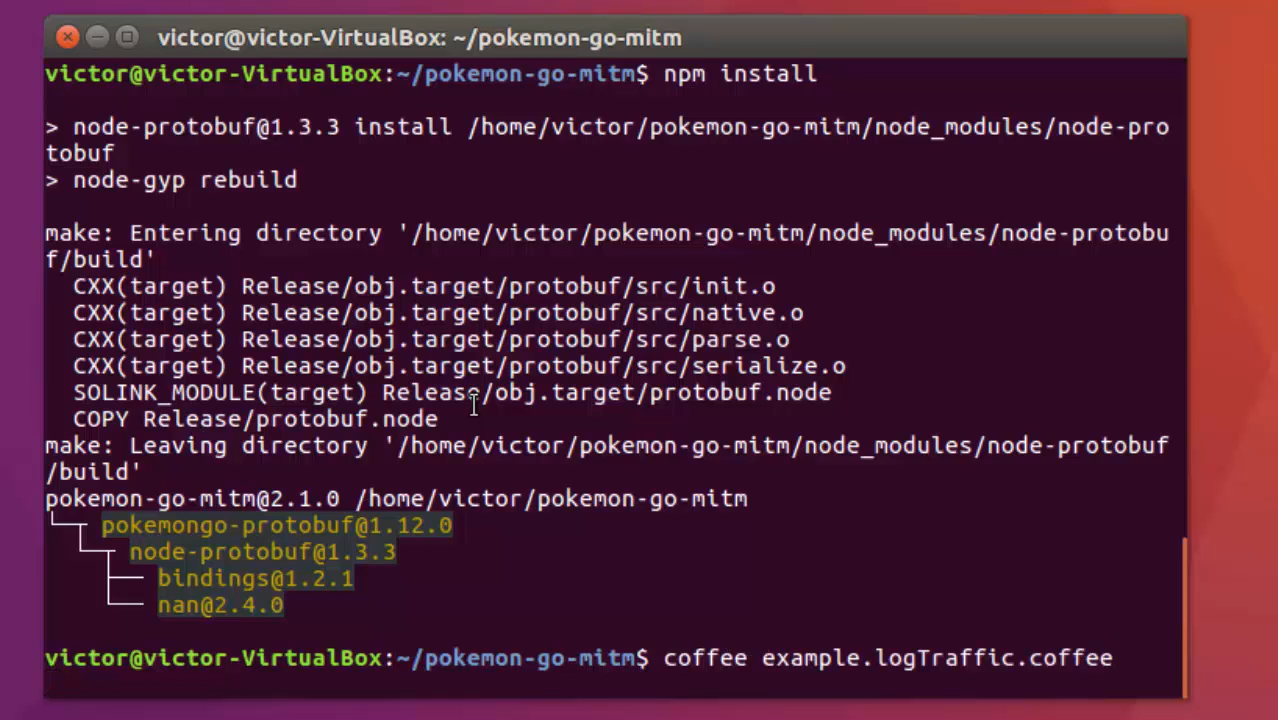 victor@victor-VirtualBox: ~/pokemon-go-mitm
victor@victor-VirtualBox:~/pokemon-go-mitm$ npm install
> node-protobuf@1.3.3 install /home/victor/pokemon-go-mitm/node_modules/node-pro
tobuf
> node-gyp rebuild
make: Entering directory '/home/victor/pokemon-go-mitm/node_modules/node-protobu
f/build'
CXX(target) Release/obj.target/protobuf/src/init.o
CXX(target) Release/obj.target/protobuf/src/native.o
CXX(target) Release/obj.target/protobuf/src/parse.o
CXX(target) Release/obj.target/protobuf/src/serialize.o
SOLINK_MODULE(target) Release/obj.target/protobuf.node
COPY Release/protobuf.node
make: Leaving directory '/home/victor/pokemon-go-mitm/node_modules/node-protobuf
/build'
pokemon-go-mitm@2.1.0 /home/victor/pokemon-go-mitm
└─┬ pokemongo-protobuf@1.12.0
└─┬ node-protobuf@1.3.3
├── bindings@1.2.1
└── nan@2.4.0
victor@victor-VirtualBox:~/pokemon-go-mitm$ coffee example.logTraffic.coffee